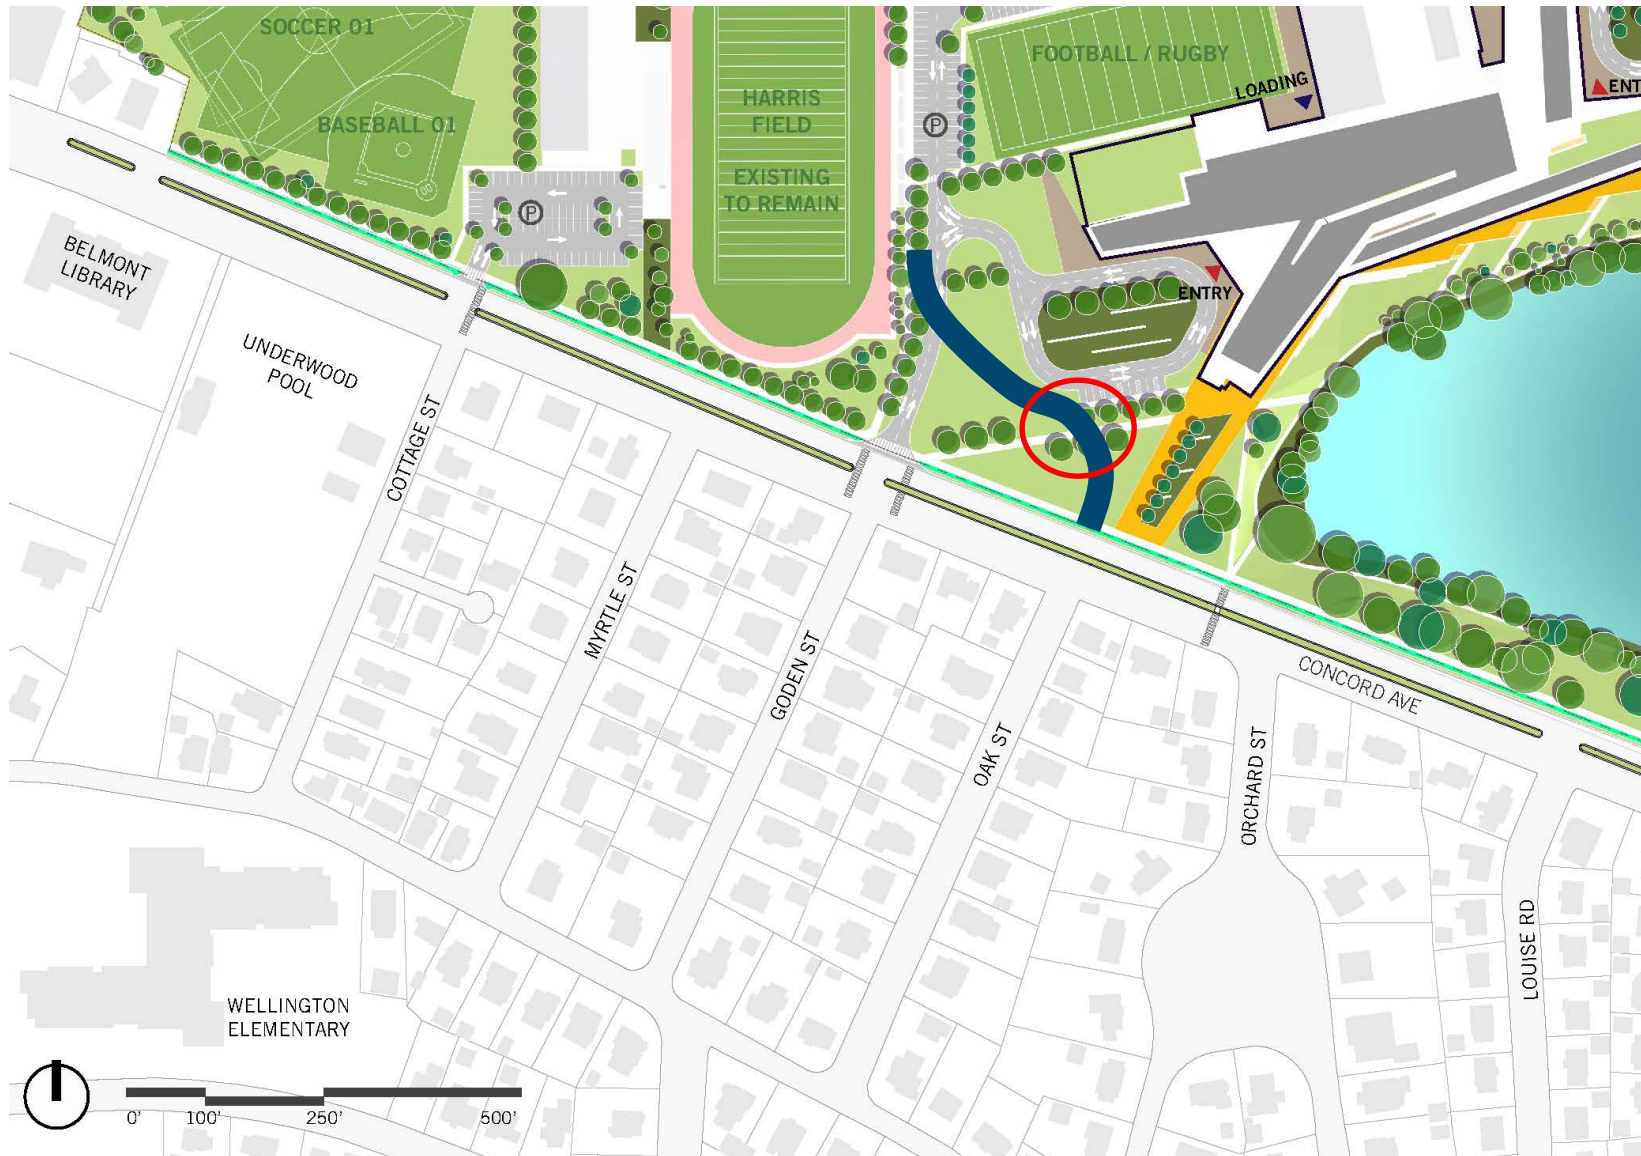 SOCCER 01
BASEBALL 01
HARRIS
FIELD
EXISTING
TO REMAIN
FOOTBALL / RUGBY
LOADING
P
P
ENTRY
BELMONT
LIBRARY
UNDERWOOD
POOL
COTTAGE ST
MYRTLE ST
GODEN ST
OAK ST
ORCHARD ST
CONCORD AVE
LOUISE RD
WELLINGTON
ELEMENTARY
0'
100'
250'
500'